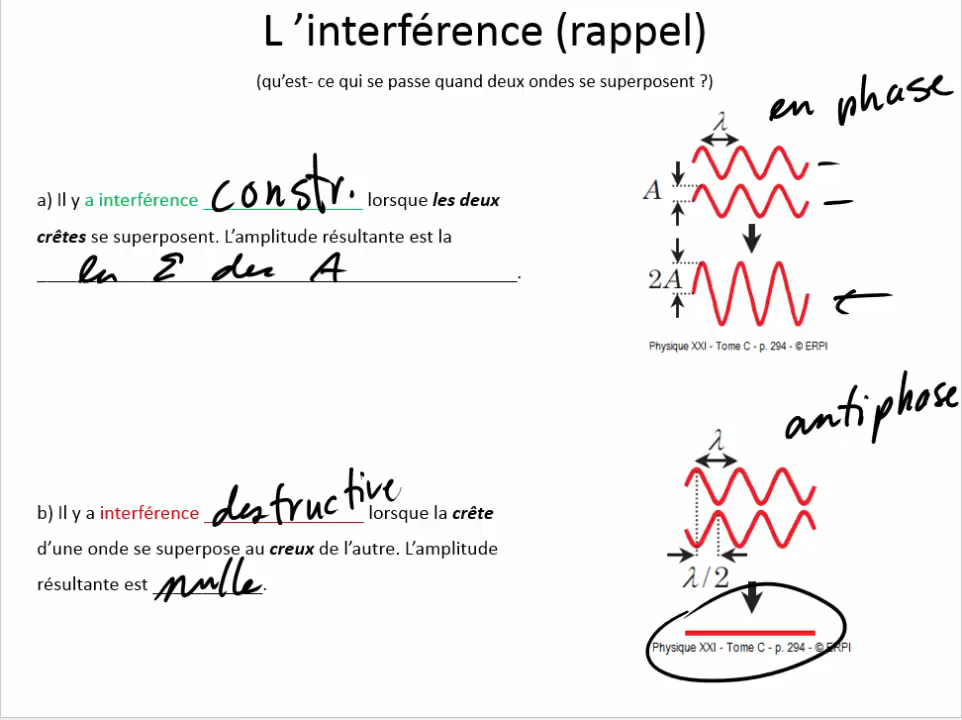 L 'interférence (rappel)
(qu'est- ce qui se passe quand deux ondes se superposent ?)
en phase
λ
a) Il y a interférence constr. lorsque les deux
A
crêtes se superposent. L'amplitude résultante est la
la Σ des A.
2A
Physique XXI - Tome C - p. 294 - © ERPI
antiphase
λ
b) Il y a interférence destructive lorsque la crête
d'une onde se superpose au creux de l'autre. L'amplitude
résultante est nulle.
λ/2
Physique XXI - Tome C - p. 294 - © ERPI